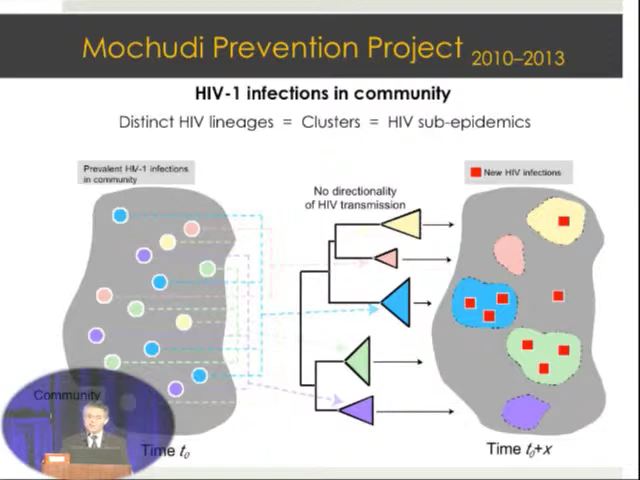 Mochudi Prevention Project 2010–2013
HIV-1 infections in community
Distinct HIV lineages = Clusters = HIV sub-epidemics
Prevalent HIV-1 infections
in community
No directionality
of HIV transmission
New HIV infections
Community
Time t₀
Time t₀+x